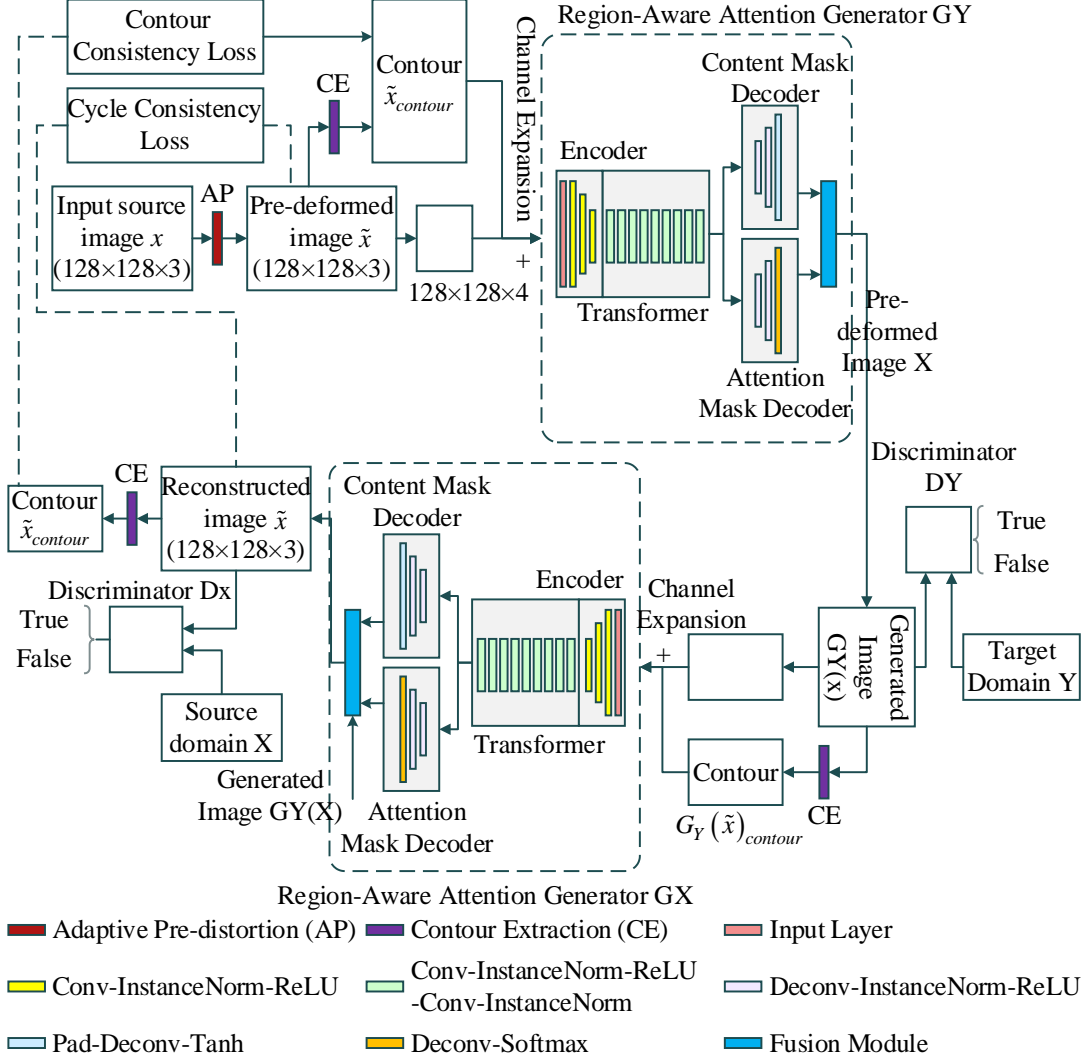 Region-Aware Attention Generator GY
Contour
Consistency Loss
Contour
x̃contour
CE
Cycle Consistency
Loss
Channel Expansion
+
Content Mask
Decoder
Encoder
Transformer
Attention
Mask Decoder
AP
Input source
image x
(128×128×3)
Pre-deformed
image x̃
(128×128×3)
128×128×4
Pre-
deformed
Image X
Discriminator
DY
True
False
CE
Contour
x̃contour
Reconstructed
image x̃
(128×128×3)
Content Mask
Decoder
Encoder
Channel
Expansion
+
Generated
Image
GY(x)
Target
Domain Y
Discriminator Dx
True
False
Source
domain X
Generated
Image GY(X)
Transformer
Attention
Mask Decoder
Contour
CE
GY(x̃)contour
Region-Aware Attention Generator GX
Adaptive Pre-distortion (AP)
Contour Extraction (CE)
Input Layer
Conv-InstanceNorm-ReLU
Conv-InstanceNorm-ReLU
-Conv-InstanceNorm
Deconv-InstanceNorm-ReLU
Pad-Deconv-Tanh
Deconv-Softmax
Fusion Module